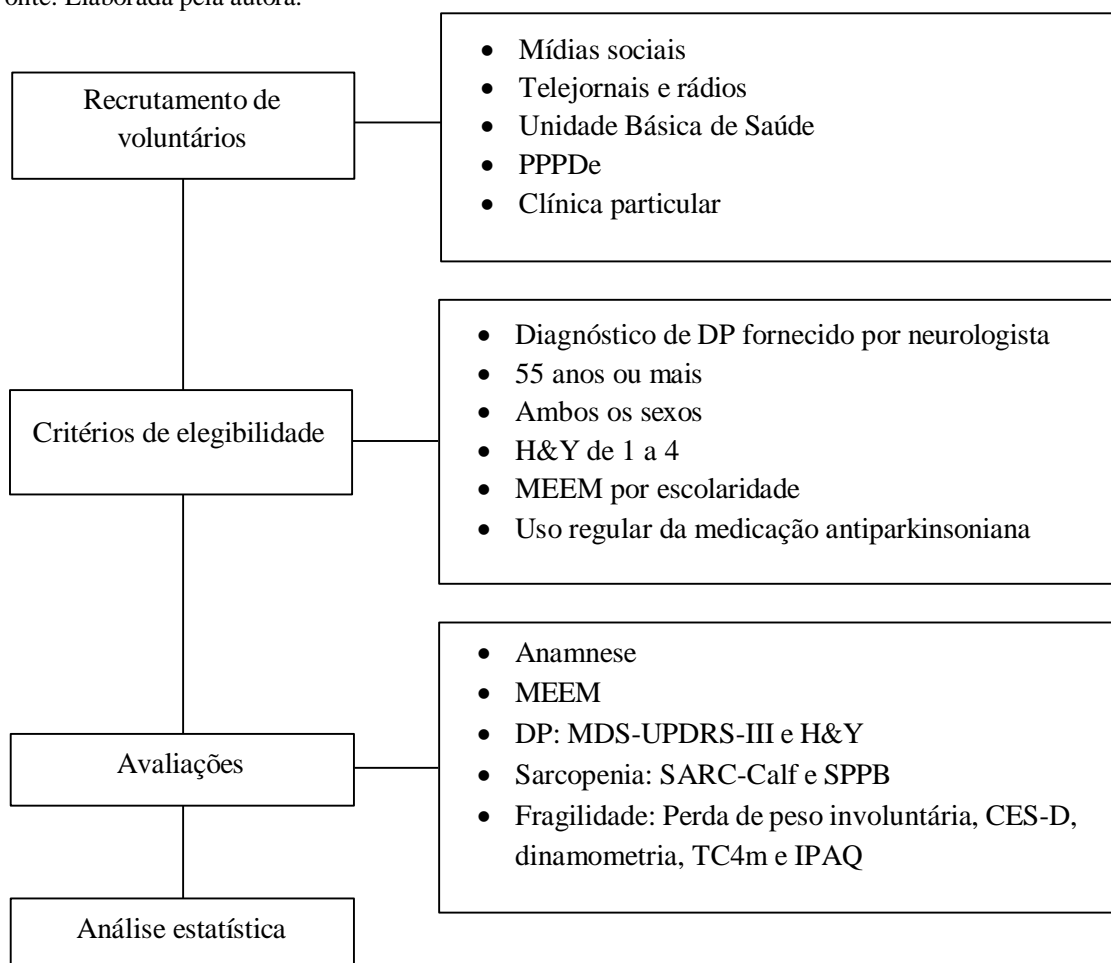 onte: Elaborada pela autora.
Recrutamento de
voluntários
• Mídias sociais
• Telejornais e rádios
• Unidade Básica de Saúde
• PPPDe
• Clínica particular
Critérios de elegibilidade
• Diagnóstico de DP fornecido por neurologista
• 55 anos ou mais
• Ambos os sexos
• H&Y de 1 a 4
• MEEM por escolaridade
• Uso regular da medicação antiparkinsoniana
Avaliações
• Anamnese
• MEEM
• DP: MDS-UPDRS-III e H&Y
• Sarcopenia: SARC-Calf e SPPB
• Fragilidade: Perda de peso involuntária, CES-D,
dinamometria, TC4m e IPAQ
Análise estatística